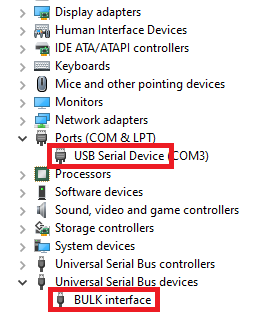 Display adapters
Human Interface Devices
IDE ATA/ATAPI controllers
Keyboards
Mice and other pointing devices
Monitors
Network adapters
Ports (COM & LPT)
USB Serial Device (COM3)
Processors
Software devices
Sound, video and game controllers
Storage controllers
System devices
Universal Serial Bus controllers
Universal Serial Bus devices
BULK interface